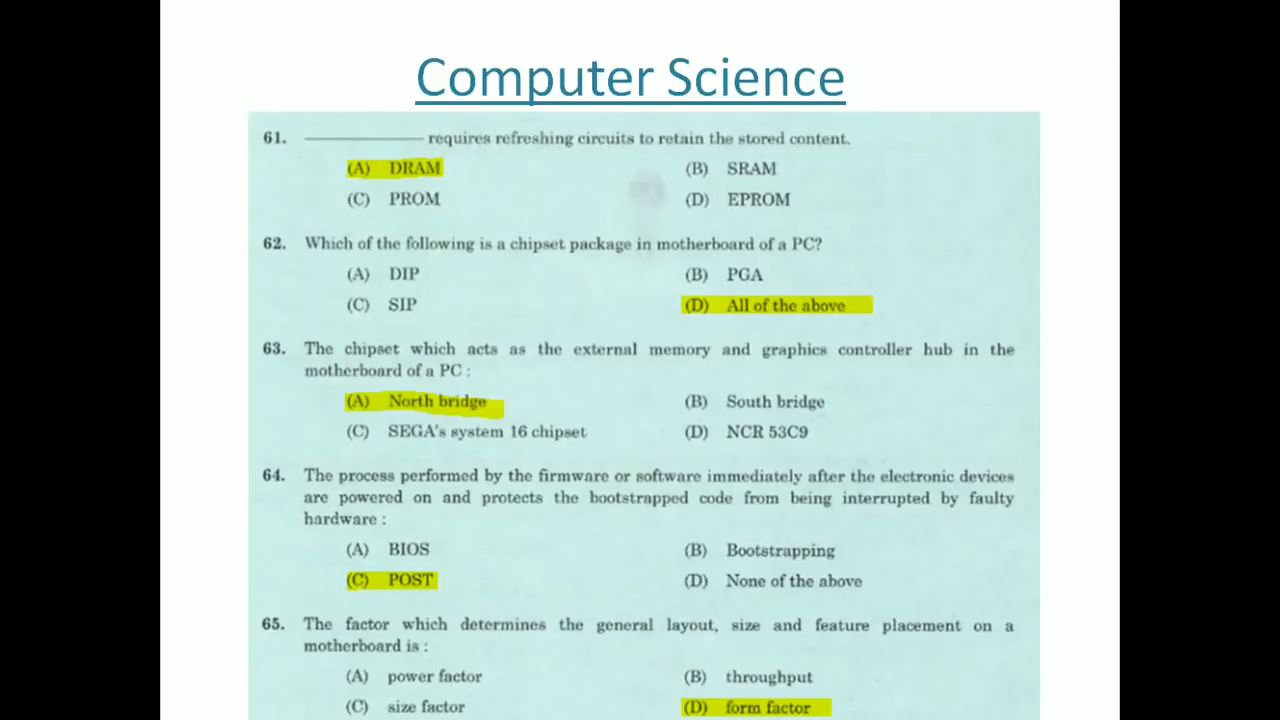 Computer Science
61. ____________ requires refreshing circuits to retain the stored content.
(A) DRAM (B) SRAM
(C) PROM (D) EPROM
62. Which of the following is a chipset package in motherboard of a PC?
(A) DIP (B) PGA
(C) SIP (D) All of the above
63. The chipset which acts as the external memory and graphics controller hub in the
motherboard of a PC :
(A) North bridge (B) South bridge
(C) SEGA's system 16 chipset (D) NCR 53C9
64. The process performed by the firmware or software immediately after the electronic devices
are powered on and protects the bootstrapped code from being interrupted by faulty
hardware :
(A) BIOS (B) Bootstrapping
(C) POST (D) None of the above
65. The factor which determines the general layout, size and feature placement on a
motherboard is :
(A) power factor (B) throughput
(C) size factor (D) form factor